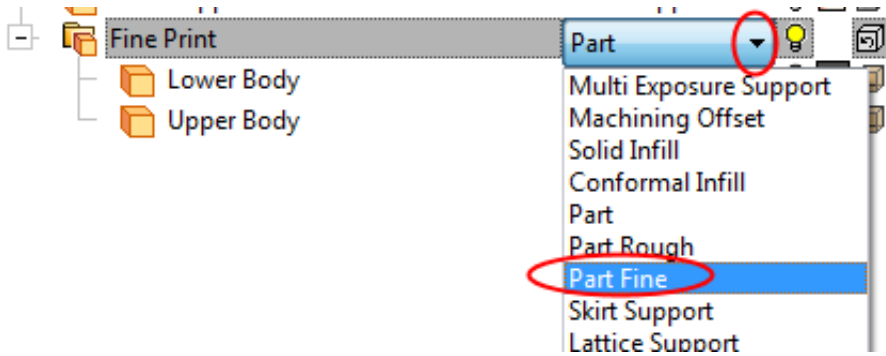 Fine Print Part
Lower Body
Upper Body
Multi Exposure Support
Machining Offset
Solid Infill
Conformal Infill
Part
Part Rough
Part Fine
Skirt Support
Lattice Support